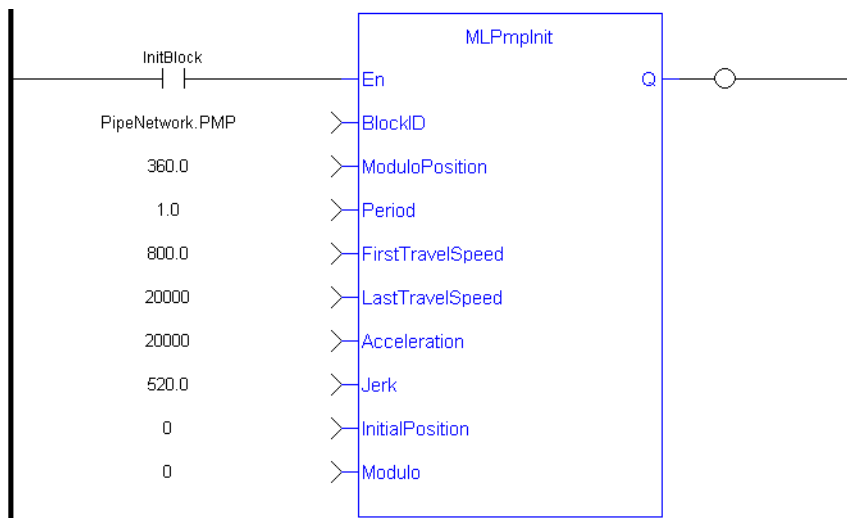 MLPmpInit
InitBlock
En Q
PipeNetwork.PMP BlockID
360.0 ModuloPosition
1.0 Period
800.0 FirstTravelSpeed
20000 LastTravelSpeed
20000 Acceleration
520.0 Jerk
0 InitialPosition
0 Modulo